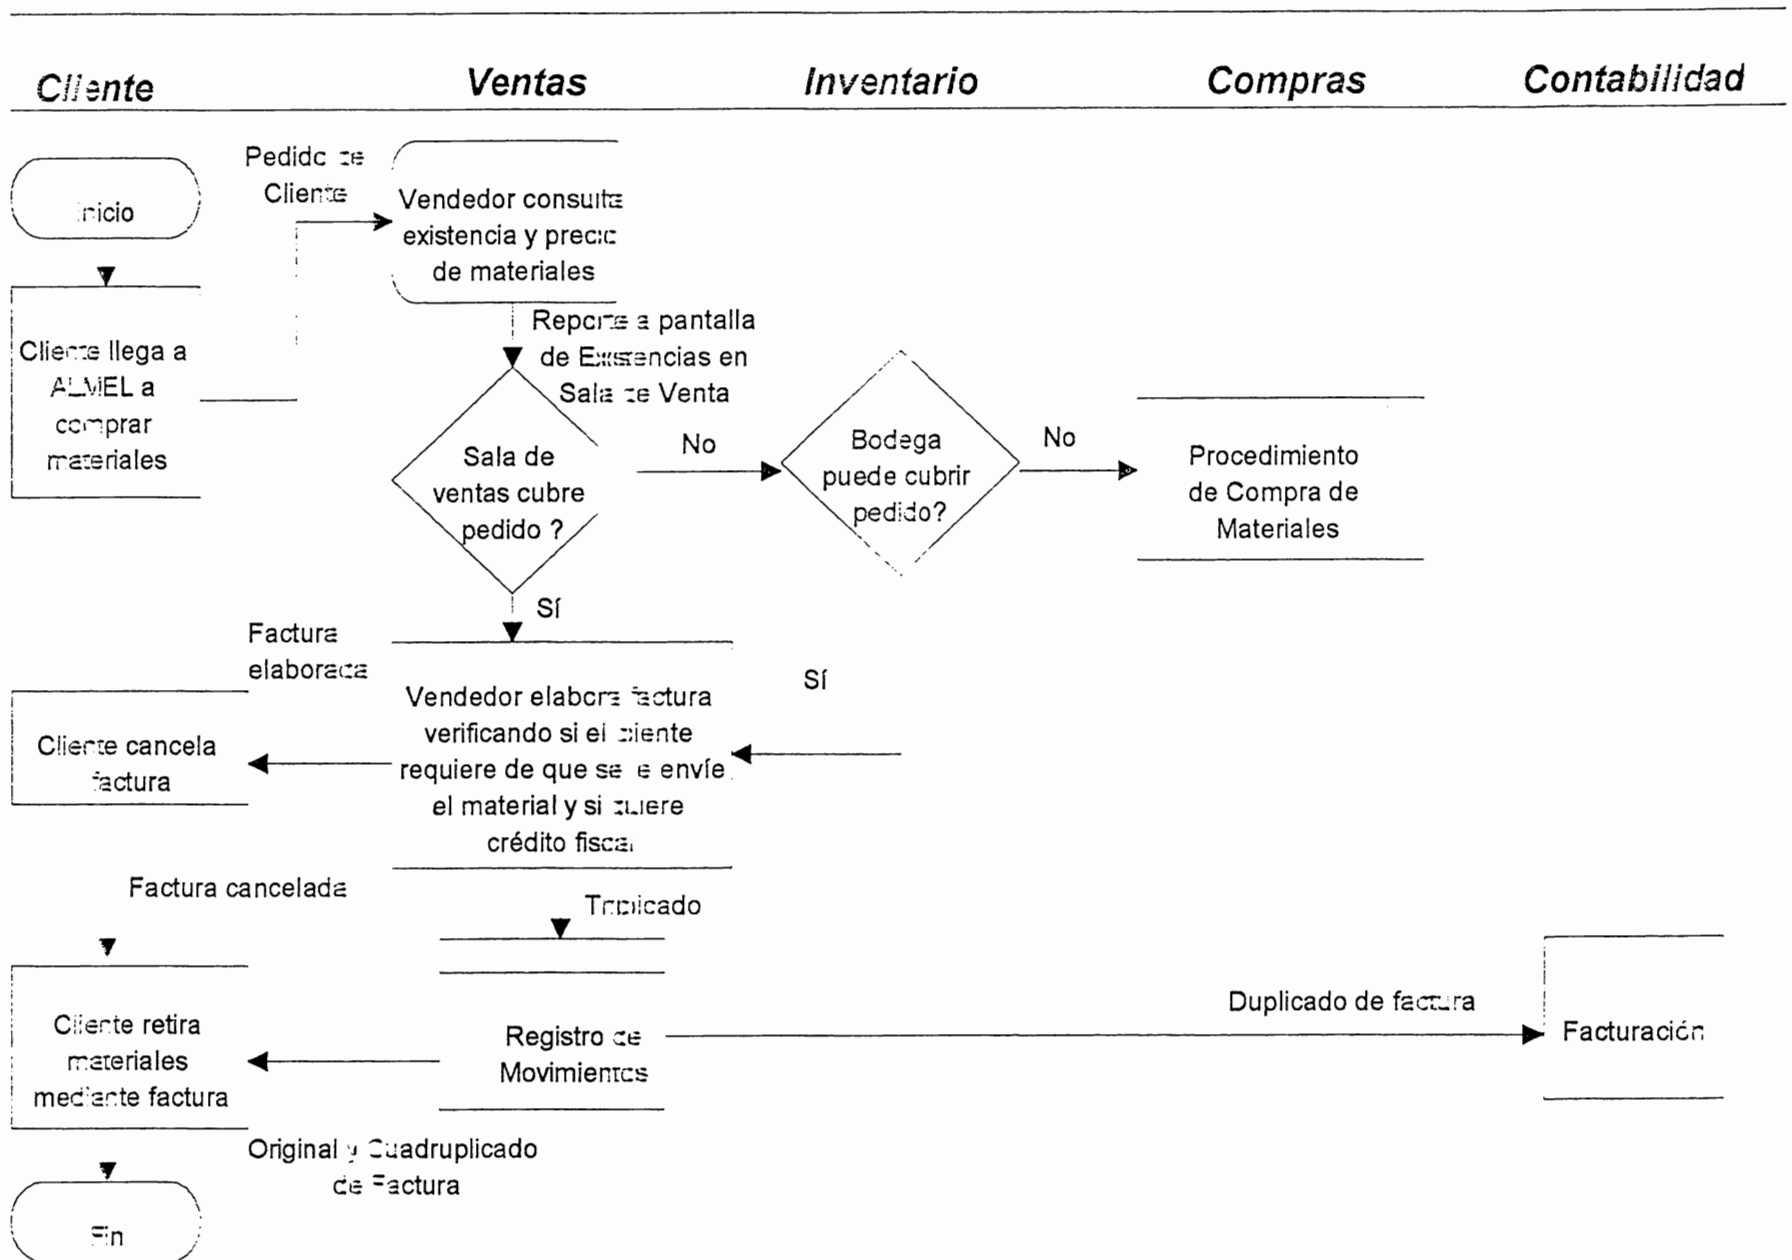 Cliente
Ventas
Inventario
Compras
Contabilidad
Inicio
Pedido de
Cliente
Vendedor consulta
existencia y precio
de materiales
Cliente llega a
ALMEL a
comprar
materiales
Reporte a pantalla
de Existencias en
Sala de Venta
Sala de
ventas cubre
pedido ?
No
Bodega
puede cubrir
pedido?
No
Procedimiento
de Compra de
Materiales
Sí
Factura
elaborada
Sí
Vendedor elabora factura
verificando si el cliente
requiere de que se le envíe
el material y si quiere
crédito fiscal
Cliente cancela
factura
Factura cancelada
Triplicado
Cliente retira
materiales
mediante factura
Registro de
Movimientos
Duplicado de factura
Facturación
Original y Cuadruplicado
de Factura
Fin